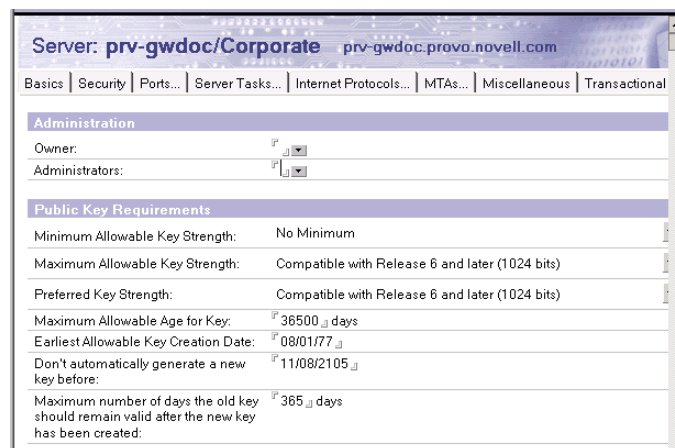 Server: prv-gwdoc/Corporate prv-gwdoc.provo.novell.com
Basics Security Ports... Server Tasks... Internet Protocols... MTAs... Miscellaneous Transactional
Administration
Owner:
Administrators:
Public Key Requirements
Minimum Allowable Key Strength: No Minimum
Maximum Allowable Key Strength: Compatible with Release 6 and later (1024 bits)
Preferred Key Strength: Compatible with Release 6 and later (1024 bits)
Maximum Allowable Age for Key: 36500 days
Earliest Allowable Key Creation Date: 08/01/77
Don't automatically generate a new 11/08/2105
key before:
Maximum number of days the old key 365 days
should remain valid after the new key
has been created: